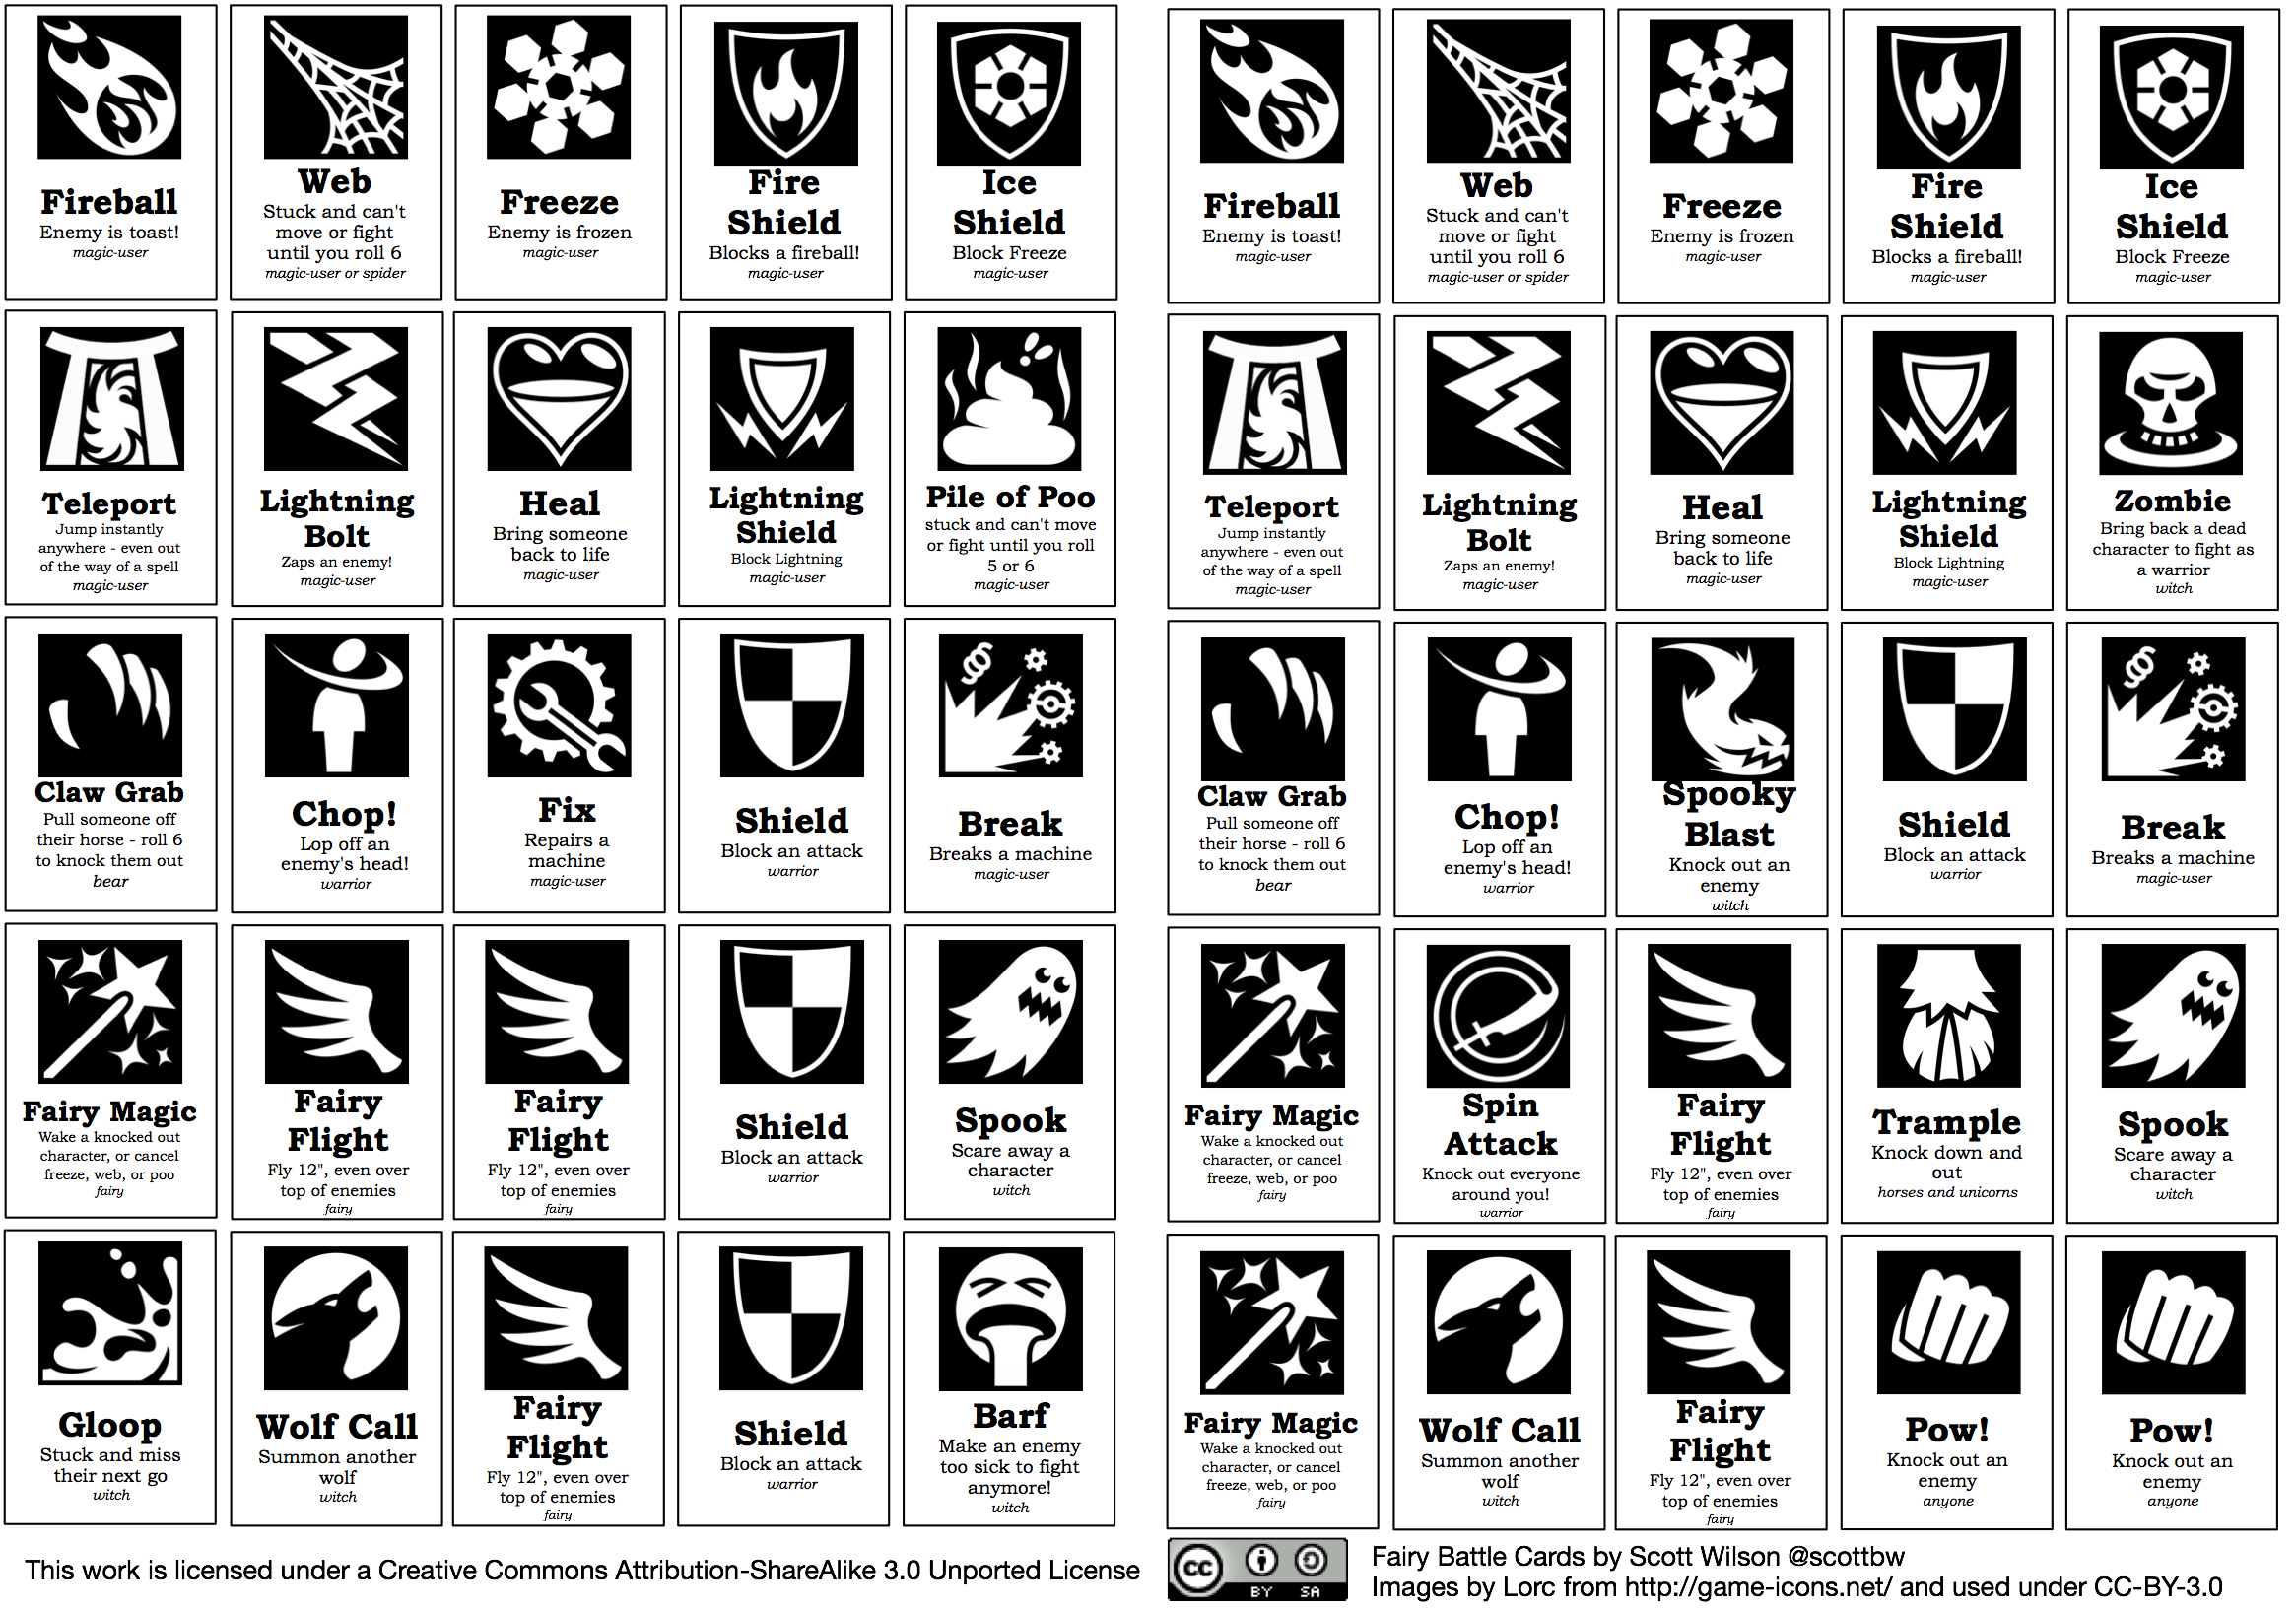 Fireball
Enemy is toast!
magic-user
Web
Stuck and can't
move or fight
until you roll 6
magic-user or spider
Freeze
Enemy is frozen
magic-user
Fire
Shield
Blocks a fireball!
magic-user
Ice
Shield
Block Freeze
magic-user
Fireball
Enemy is toast!
magic-user
Web
Stuck and can't
move or fight
until you roll 6
magic-user or spider
Freeze
Enemy is frozen
magic-user
Fire
Shield
Blocks a fireball!
magic-user
Ice
Shield
Block Freeze
magic-user
Teleport
Jump instantly
anywhere - even out
of the way of a spell
magic-user
Lightning
Bolt
Zaps an enemy!
magic-user
Heal
Bring someone
back to life
magic-user
Lightning
Shield
Block Lightning
magic-user
Pile of Poo
stuck and can't move
or fight until you roll
5 or 6
magic-user
Teleport
Jump instantly
anywhere - even out
of the way of a spell
magic-user
Lightning
Bolt
Zaps an enemy!
magic-user
Heal
Bring someone
back to life
magic-user
Lightning
Shield
Block Lightning
magic-user
Zombie
Bring back a dead
character to fight as
a warrior
witch
Claw Grab
Pull someone off
their horse - roll 6
to knock them out
bear
Chop!
Lop off an
enemy's head!
warrior
Fix
Repairs a
machine
magic-user
Shield
Block an attack
warrior
Break
Breaks a machine
magic-user
Claw Grab
Pull someone off
their horse - roll 6
to knock them out
bear
Chop!
Lop off an
enemy's head!
warrior
Spooky
Blast
Knock out an
enemy
witch
Shield
Block an attack
warrior
Break
Breaks a machine
magic-user
Fairy Magic
Wake a knocked out
character, or cancel
freeze, web, or poo
fairy
Fairy
Flight
Fly 12", even over
top of enemies
fairy
Fairy
Flight
Fly 12", even over
top of enemies
fairy
Shield
Block an attack
warrior
Spook
Scare away a
character
witch
Fairy Magic
Wake a knocked out
character, or cancel
freeze, web, or poo
fairy
Spin
Attack
Knock out everyone
around you!
warrior
Fairy
Flight
Fly 12", even over
top of enemies
fairy
Trample
Knock down and
out
horses and unicorns
Spook
Scare away a
character
witch
Gloop
Stuck and miss
their next go
witch
Wolf Call
Summon another
wolf
witch
Fairy
Flight
Fly 12", even over
top of enemies
fairy
Shield
Block an attack
warrior
Barf
Make an enemy
too sick to fight
anymore!
witch
Fairy Magic
Wake a knocked out
character, or cancel
freeze, web, or poo
fairy
Wolf Call
Summon another
wolf
witch
Fairy
Flight
Fly 12", even over
top of enemies
fairy
Pow!
Knock out an
enemy
anyone
Pow!
Knock out an
enemy
anyone
This work is licensed under a Creative Commons Attribution-ShareAlike 3.0 Unported License
cc
BY SA
Fairy Battle Cards by Scott Wilson @scottbw
Images by Lorc from http://game-icons.net/ and used under CC-BY-3.0